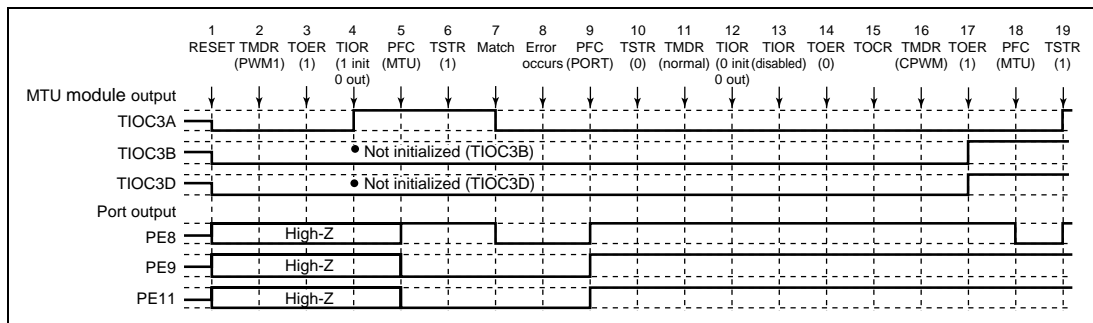 1 2 3 4 5 6 7 8 9 10 11 12 13 14 15 16 17 18 19
RESET TMDR TOER TIOR PFC TSTR Match Error PFC TSTR TMDR TIOR TIOR TOER TOCR TMDR TOER PFC TSTR
(PWM1) (1) (1 init (MTU) (1) occurs (PORT) (0) (normal) (0 init (disabled) (0) (CPWM) (1) (MTU) (1)
0 out) 0 out)
MTU module output
TIOC3A
TIOC3B • Not initialized (TIOC3B)
TIOC3D • Not initialized (TIOC3D)
Port output
PE8 High-Z
PE9 High-Z
PE11 High-Z